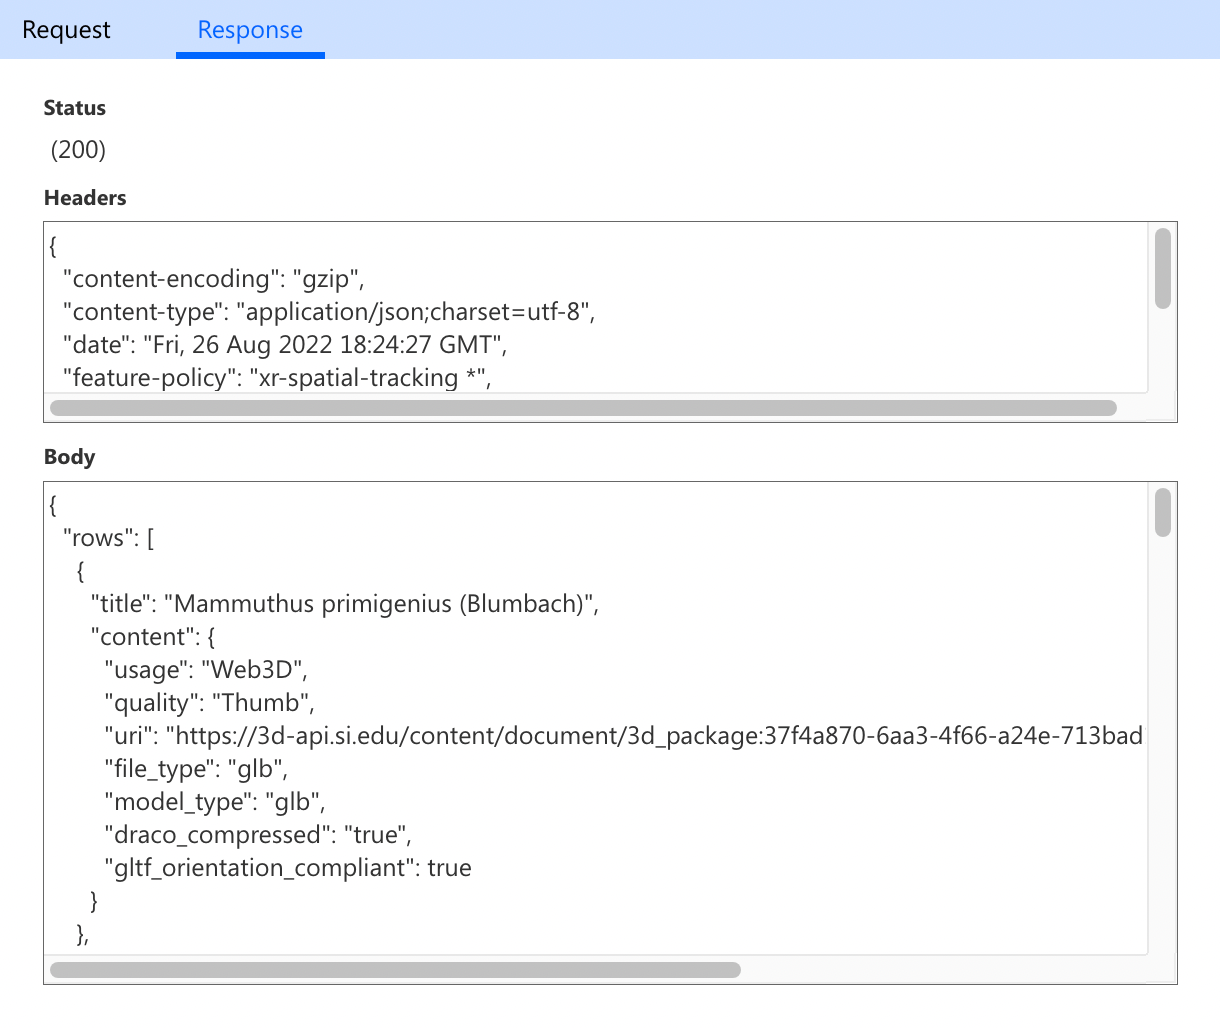 Request Response
Status
(200)
Headers
{
"content-encoding": "gzip",
"content-type": "application/json;charset=utf-8",
"date": "Fri, 26 Aug 2022 18:24:27 GMT",
"feature-policy": "xr-spatial-tracking *",
Body
{
"rows": [
{
"title": "Mammuthus primigenius (Blumbach)",
"content": {
"usage": "Web3D",
"quality": "Thumb",
"uri": "https://3d-api.si.edu/content/document/3d_package:37f4a870-6aa3-4f66-a24e-713bad
"file_type": "glb",
"model_type": "glb",
"draco_compressed": "true",
"gltf_orientation_compliant": true
}
},